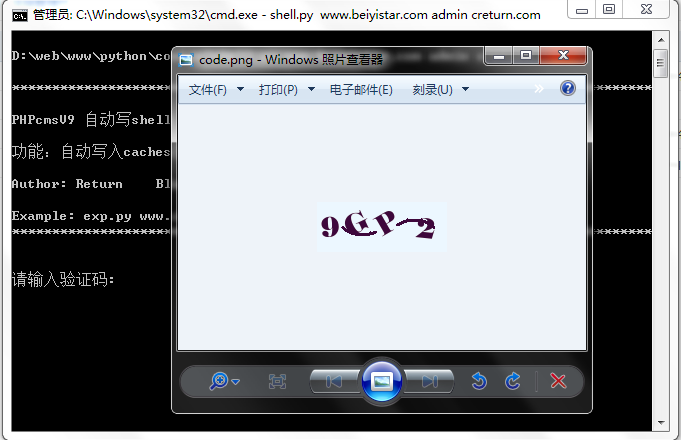 管理员: C:\Windows\system32\cmd.exe - shell.py www.beiyistar.com admin creturn.com
D:\web\www\python\co
code.png - Windows 照片查看器
文件(F) 打印(P) 电子邮件(E) 刻录(U) »
PHPcmsV9 自动写shell
功能：自动写入caches
Author: Return Bl
Example: exp.py www.
9GP2
请输入验证码: